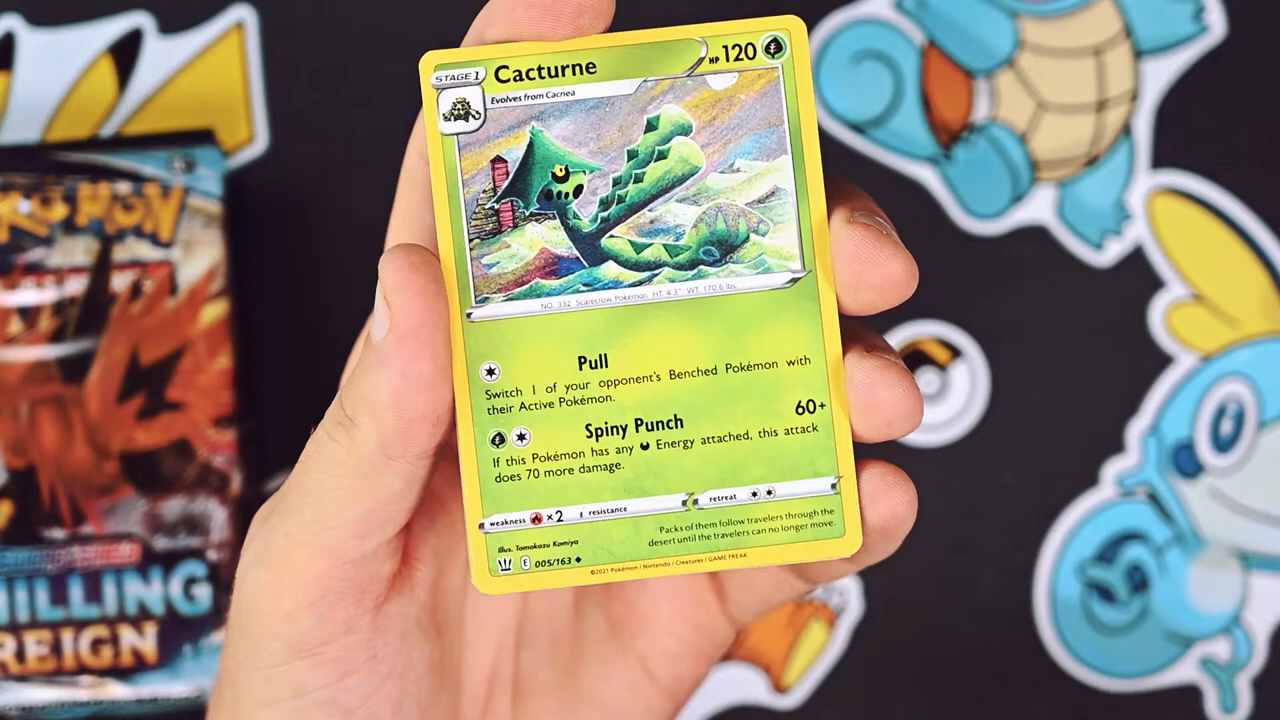 STAGE 1
Cacturne
HP 120
Evolves from Cacnea
NO. 332 Scarecrow Pokémon HT: 4'3" WT: 170.6 lbs.
Pull
Switch 1 of your opponent's Benched Pokémon with
their Active Pokémon.
Spiny Punch 60+
If this Pokémon has any Energy attached, this attack
does 70 more damage.
weakness ×2 resistance retreat
Packs of them follow travelers through the
desert until the travelers can no longer move.
Illus. Tomokazu Komiya
E 005/163
©2021 Pokémon / Nintendo / Creatures / GAME FREAK
OKÉMON
HILLING
REIGN